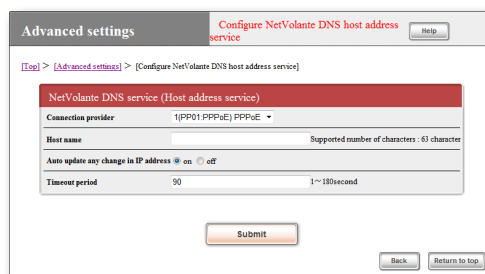 Advanced settings
Configure NetVolante DNS host address
service
Help
[Top] > [Advanced settings] > [Configure NetVolante DNS host address service]
NetVolante DNS service (Host address service)
Connection provider 1(PP01:PPPoE) PPPoE
Host name Supported number of characters : 63 character
Auto update any change in IP address on off
Timeout period 90 1~180second
Submit
Back Return to top